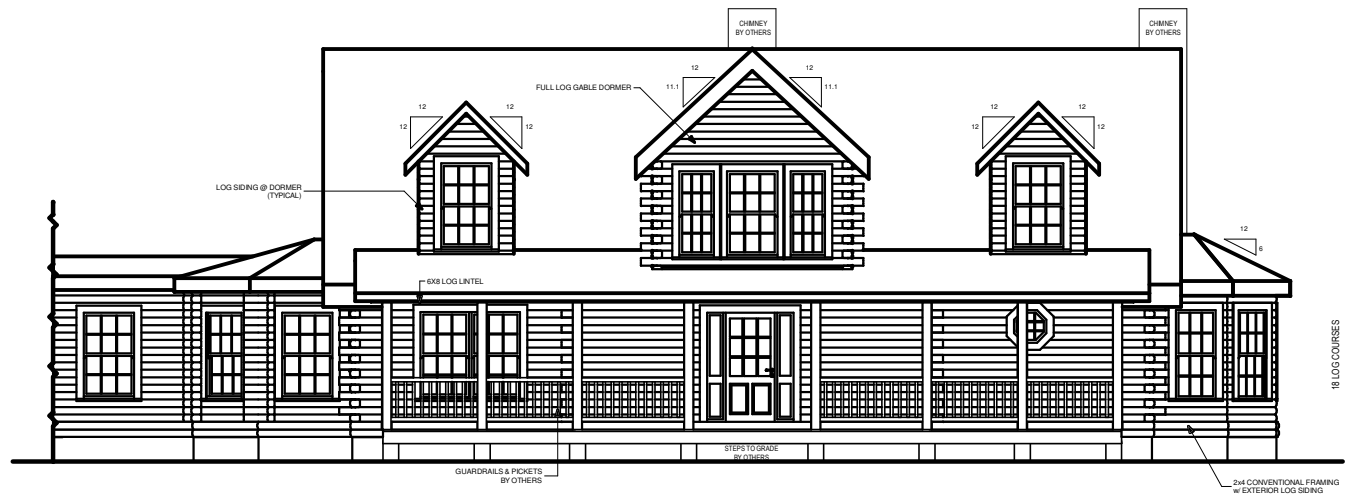 CHIMNEY
BY OTHERS
CHIMNEY
BY OTHERS
12
12
11.1
11.1
FULL LOG GABLE DORMER
12
12
12
12
12
12
12
12
LOG SIDING @ DORMER
(TYPICAL)
12
6
6X8 LOG LINTEL
18 LOG COURSES
STEPS TO GRADE
BY OTHERS
GUARDRAILS & PICKETS
BY OTHERS
2x4 CONVENTIONAL FRAMING
w/ EXTERIOR LOG SIDING